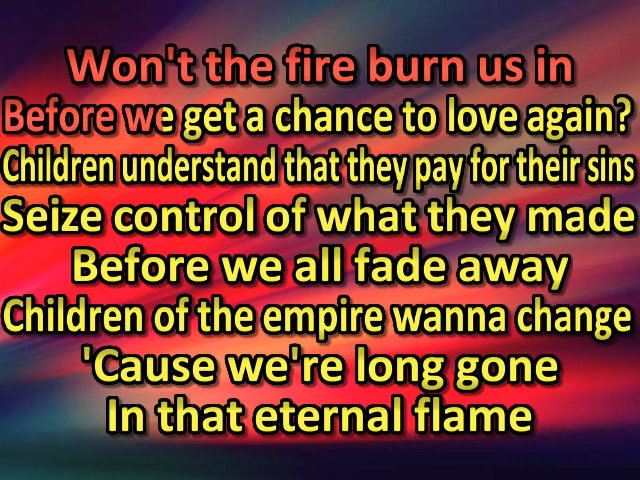 Won't the fire burn us in
Before we get a chance to love again?
Children understand that they pay for their sins
Seize control of what they made
Before we all fade away
Children of the empire wanna change
'Cause we're long gone
In that eternal flame